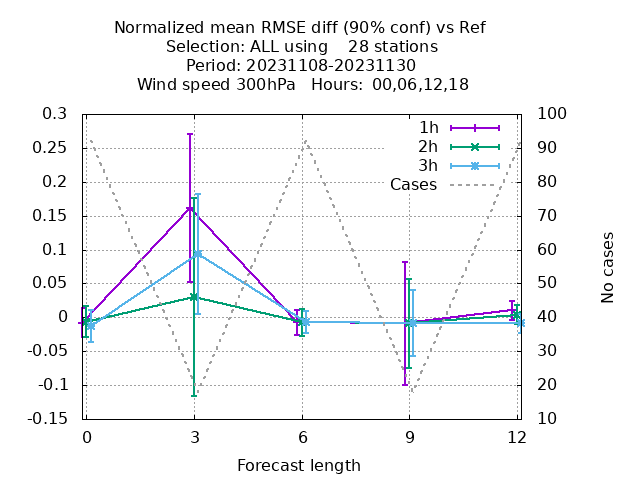 Normalized mean RMSE diff (90% conf) vs Ref
Selection: ALL using    28 stations
Period: 20231108-20231130
Wind speed 300hPa   Hours:  00,06,12,18
0.3
0.25
0.2
0.15
0.1
0.05
0
-0.05
-0.1
-0.15
100
90
80
70
60
50
40
30
20
10
1h
2h
3h
Cases
No cases
0 3 6 9 12
Forecast length